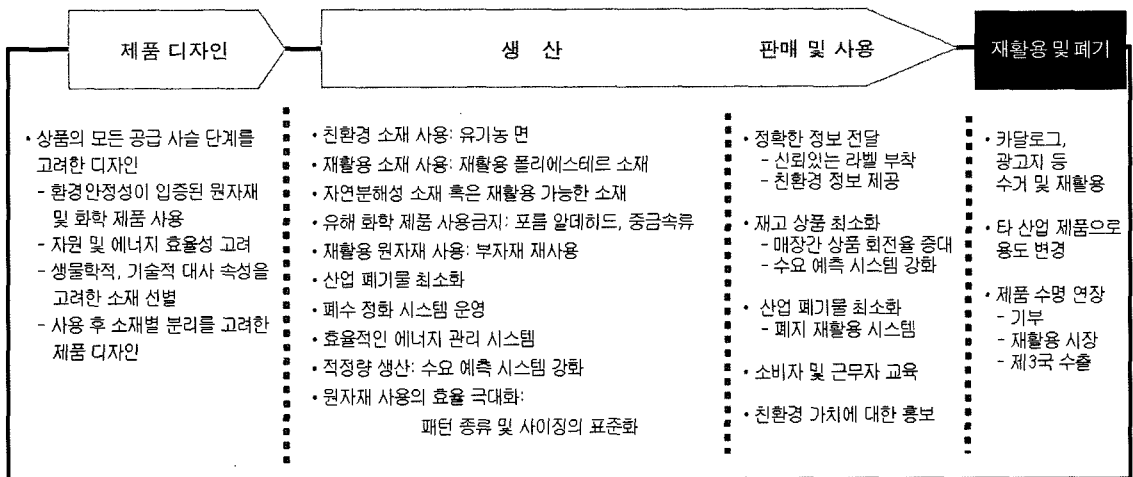 제품 디자인
생 산
판매 및 사용
재활용 및 폐기
• 상품의 모든 공급 사슬 단계를
고려한 디자인
- 환경안정성이 입증된 원자재
및 화학 제품 사용
- 자원 및 에너지 효율성 고려
- 생물학적, 기술적 대사 속성을
고려한 소재 선별
- 사용 후 소재별 분리를 고려한
제품 디자인
• 친환경 소재 사용: 유기농 면
• 재활용 소재 사용: 재활용 폴리에스테르 소재
• 자연분해성 소재 혹은 재활용 가능한 소재
• 유해 화학 제품 사용금지: 포름 알데히드, 중금속류
• 재활용 원자재 사용: 부자재 재사용
• 산업 폐기물 최소화
• 폐수 정화 시스템 운영
• 효율적인 에너지 관리 시스템
• 적정량 생산: 수요 예측 시스템 강화
• 원자재 사용의 효율 극대화:
패턴 종류 및 사이징의 표준화
• 정확한 정보 전달
- 신뢰있는 라벨 부착
- 친환경 정보 제공
• 재고 상품 최소화
- 매장간 상품 회전율 증대
- 수요 예측 시스템 강화
• 산업 폐기물 최소화
- 폐지 재활용 시스템
• 소비자 및 근무자 교육
• 친환경 가치에 대한 홍보
• 카달로그,
광고지 등
수거 및 재활용
• 타 산업 제품으로
용도 변경
• 제품 수명 연장
- 기부
- 재활용 시장
- 제3국 수출